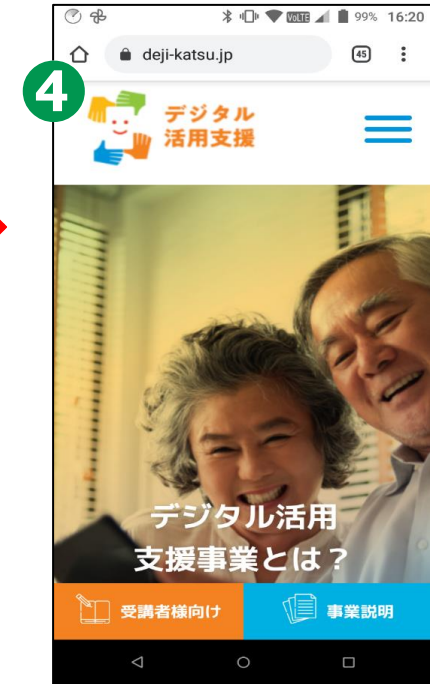 4
VOLTE 99% 16:20
deji-katsu.jp 45
デジタル
活用支援
デジタル活用
支援事業とは？
受講者様向け 事業説明